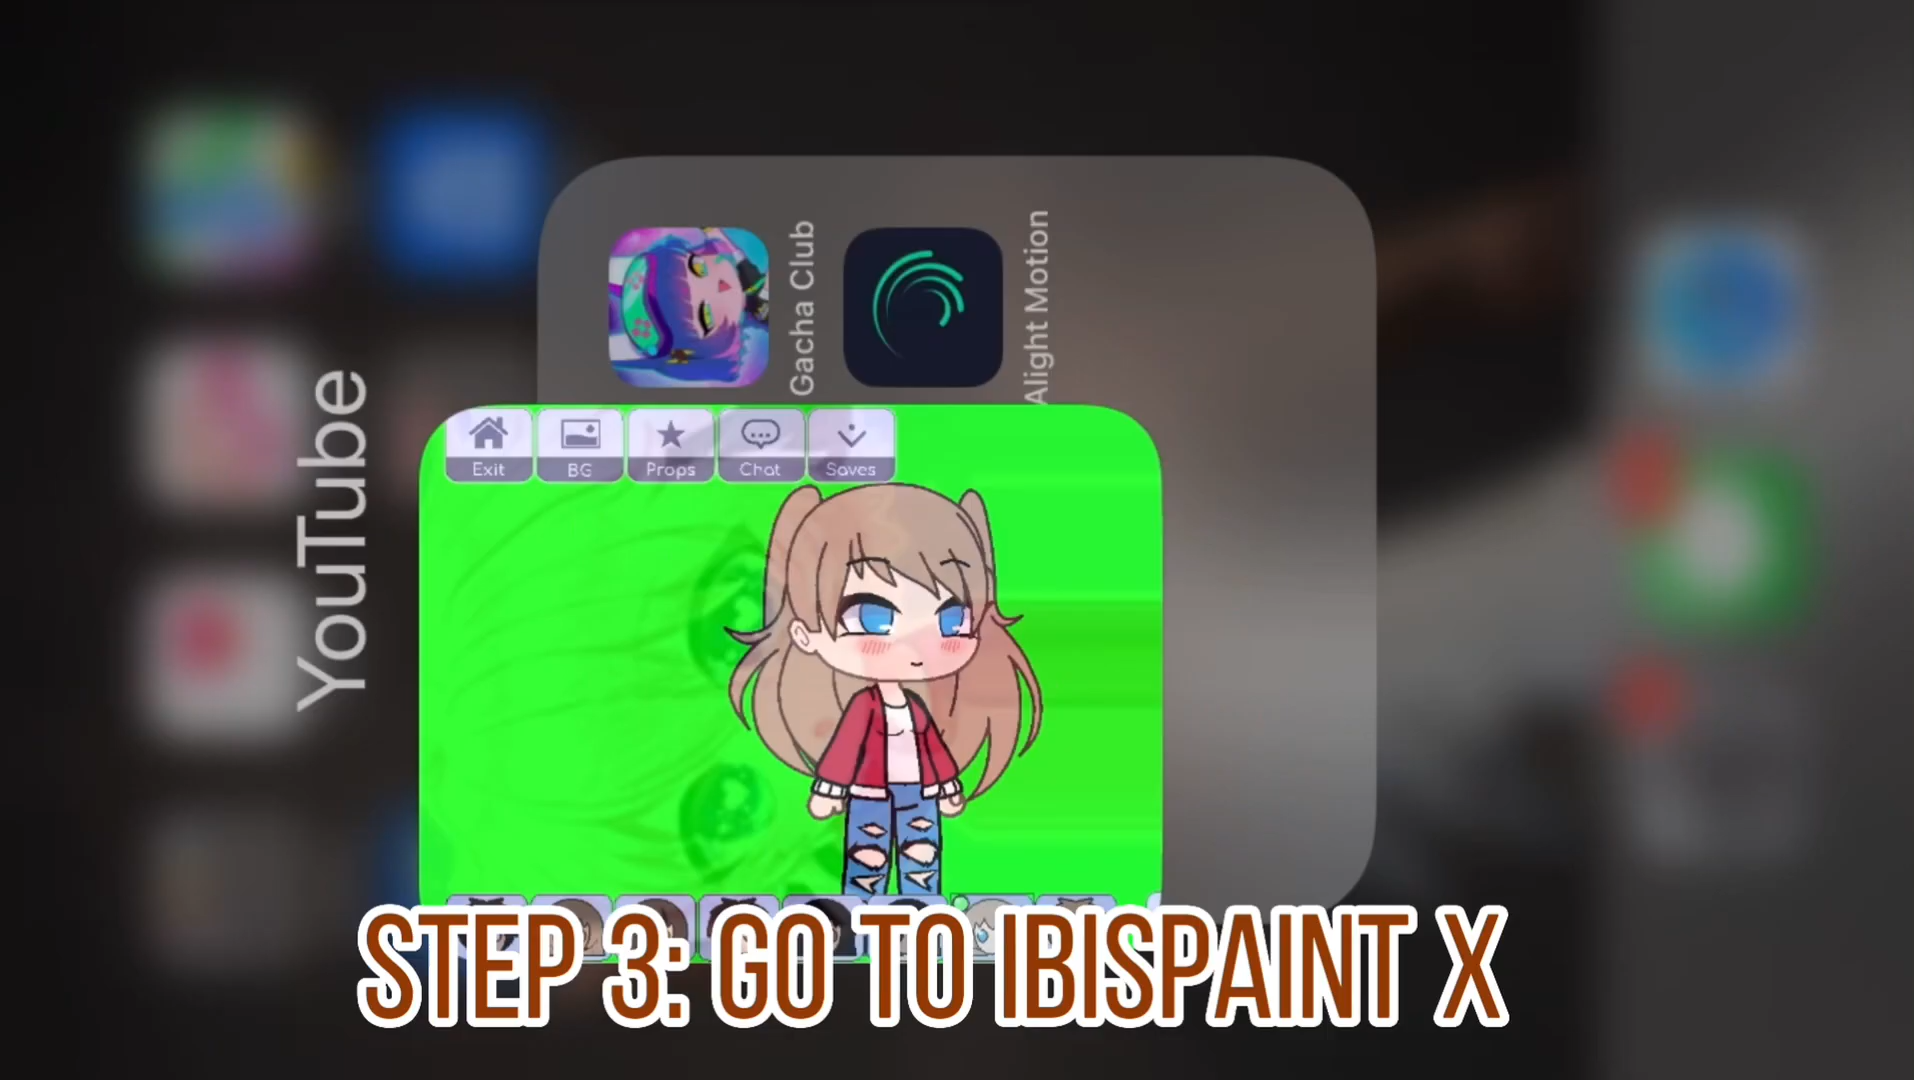 YouTube
Gacha Club
Alight Motion
Exit
BG
Props
Chat
Saves
STEP 3: GO TO IBISPAINT X